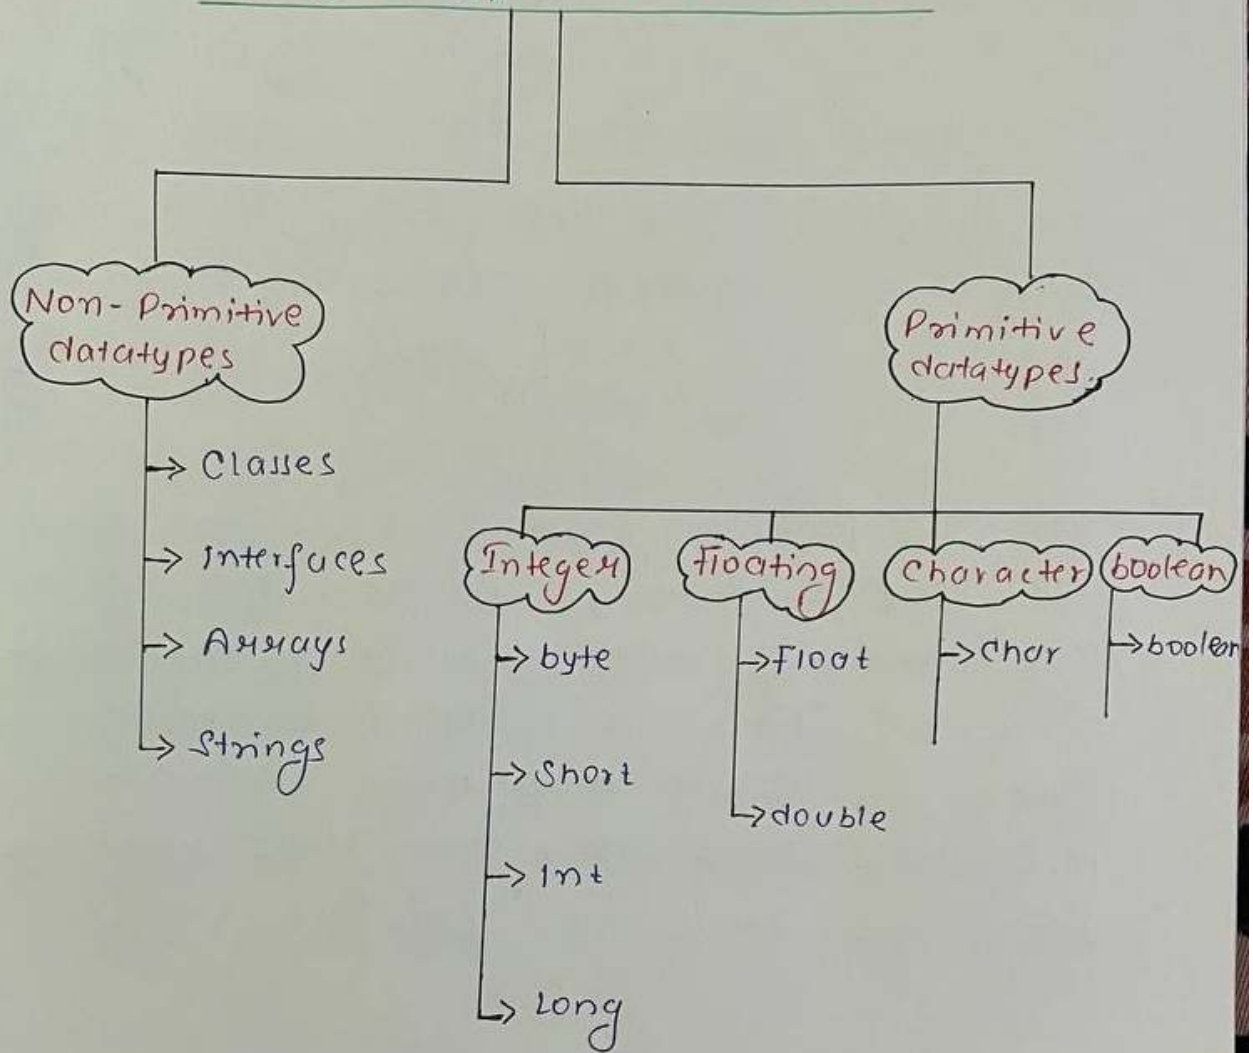 Non-Primitive
datatypes
Classes
Interfaces
Arrays
Strings
Primitive
datatypes.
Integer
byte
Short
Int
Long
Floating
Float
double
Character
Char
boolean
boolean